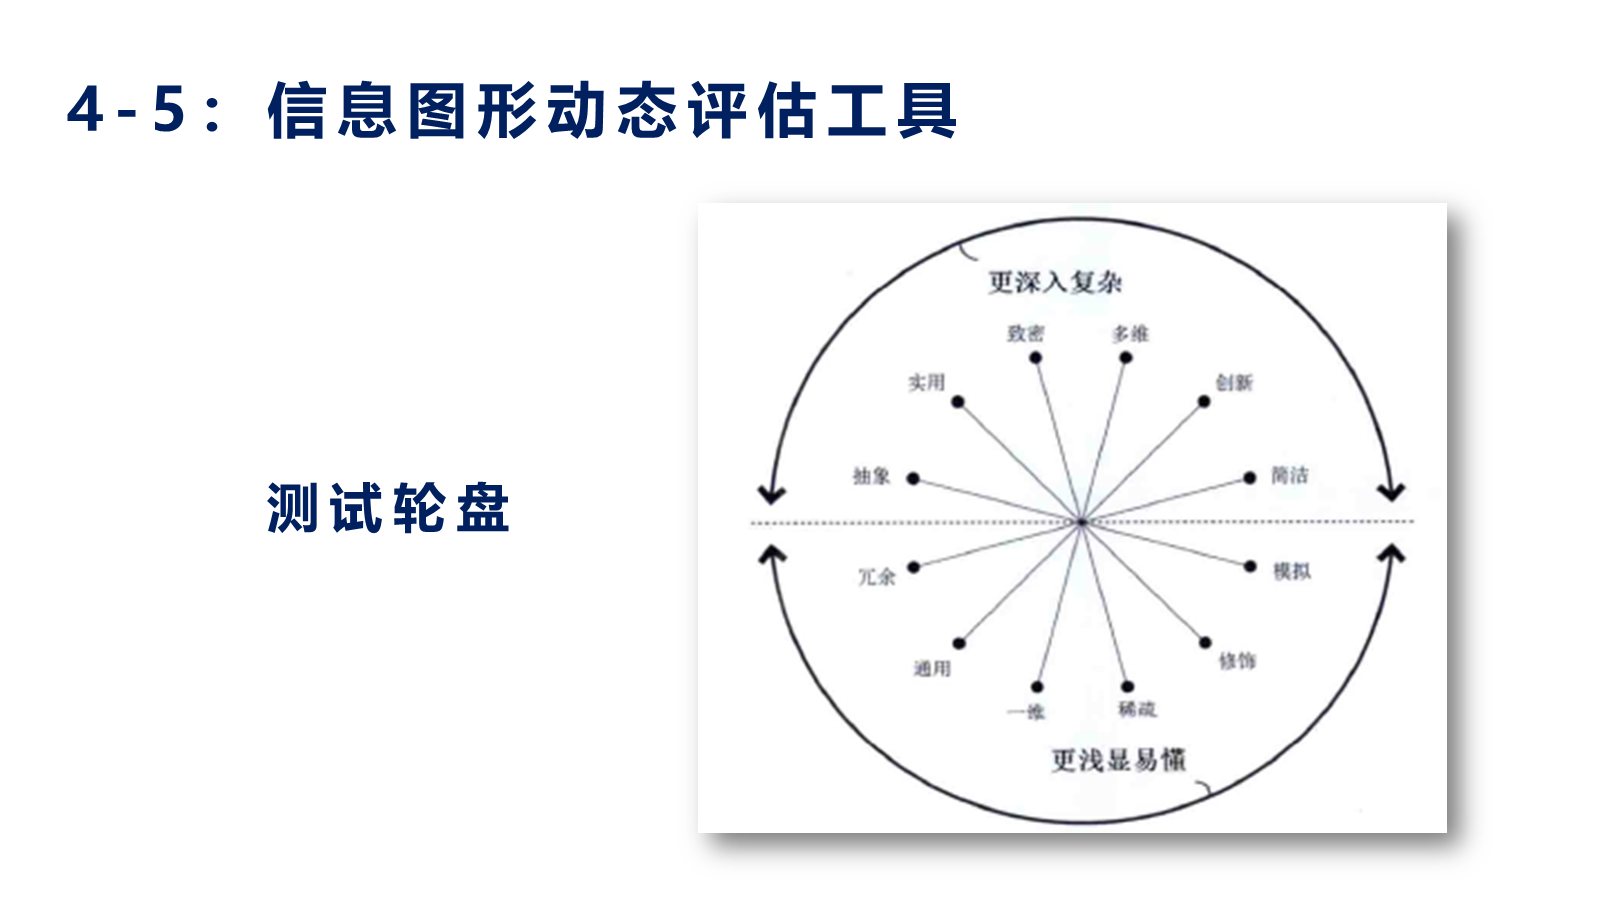 4-5：信息图形动态评估工具
更深入复杂
致密
多维
实用
创新
抽象
简洁
测试轮盘
冗余
模拟
通用
修饰
一维
稀疏
更浅显易懂